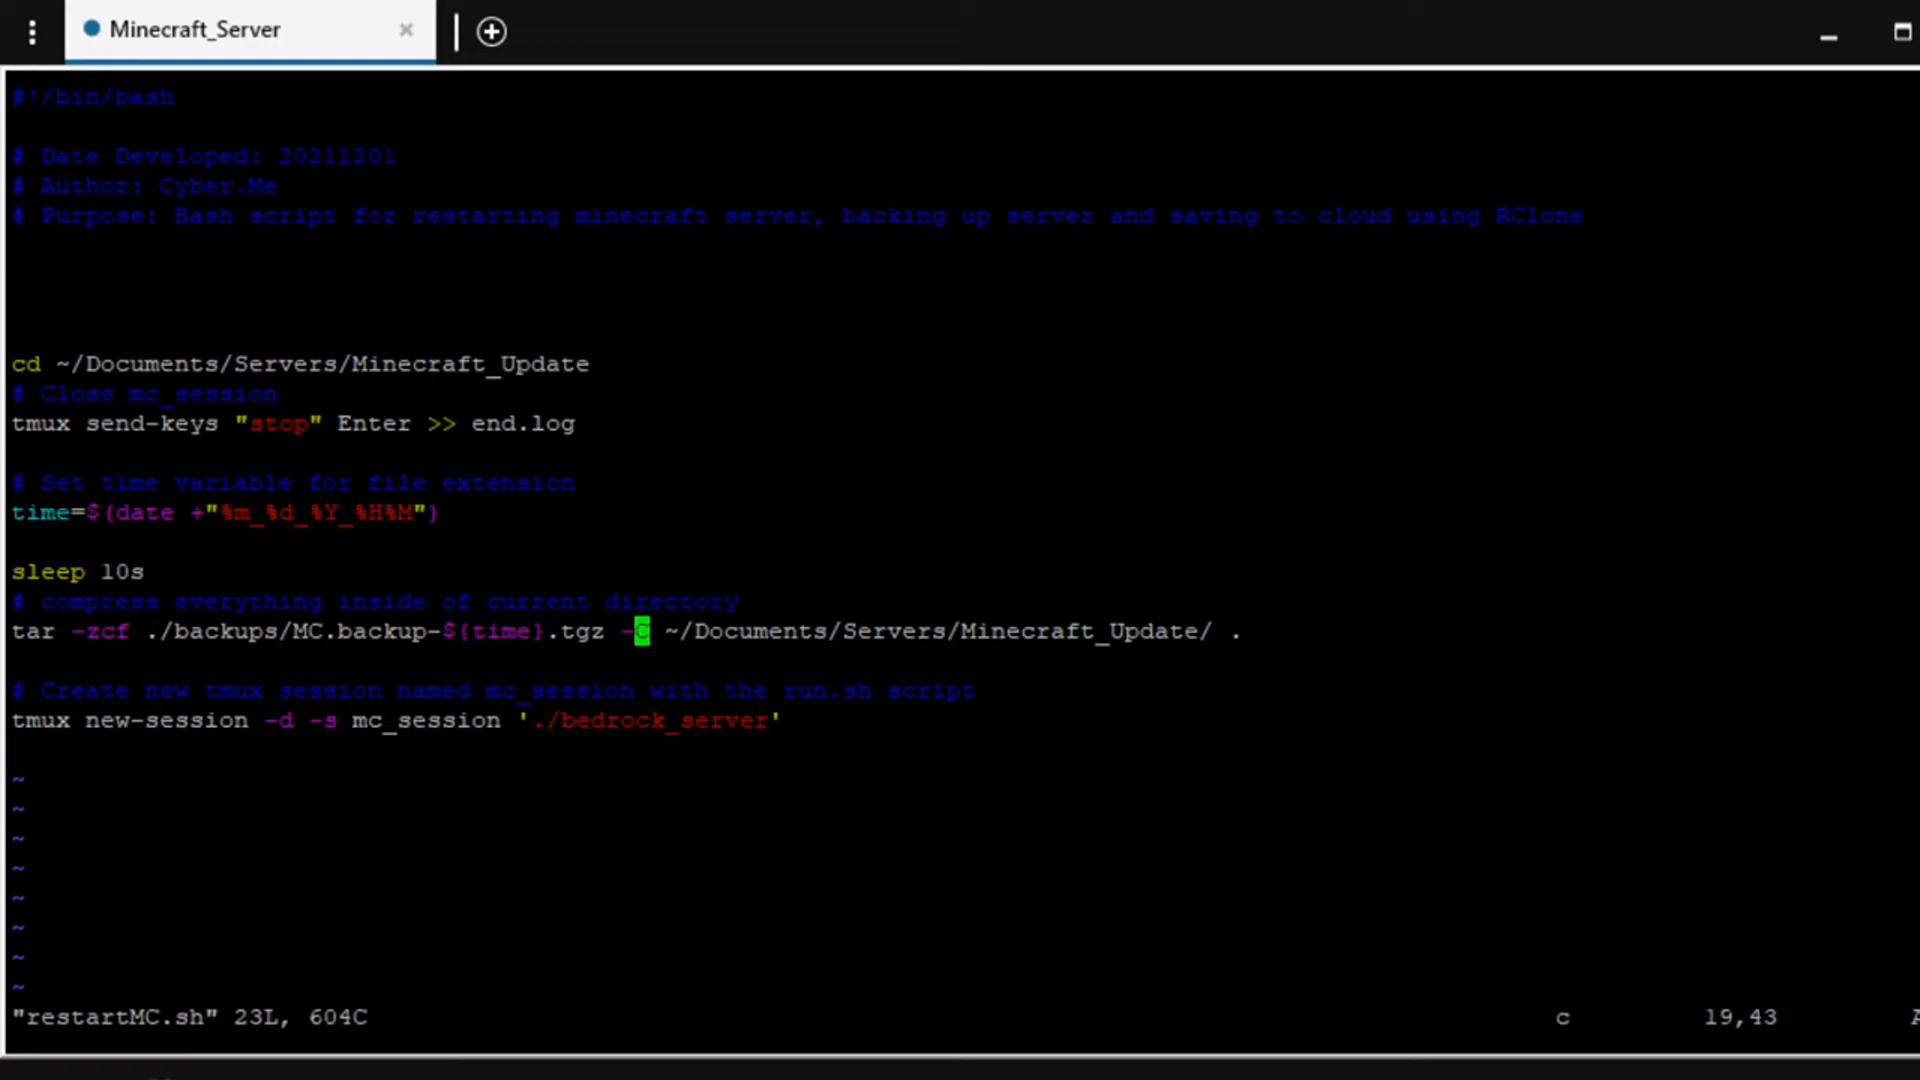 Minecraft_Server
#!/bin/bash
# Date Developed: 20211201
# Author: Cyber.Me
# Purpose: Bash script for restarting minecraft server, backing up server and saving to cloud using RClone
cd ~/Documents/Servers/Minecraft_Update
# Close mc_session
tmux send-keys "stop" Enter >> end.log
# Set time variable for file extension
time=$(date +"%m_%d_%Y_%H%M")
sleep 10s
# compress everything inside of current directory
tar -zcf ./backups/MC.backup-${time}.tgz -C ~/Documents/Servers/Minecraft_Update/ .
# Create new tmux session named mc_session with the run.sh script
tmux new-session -d -s mc_session './bedrock_server'
~
~
~
~
~
~
~
~
"restartMC.sh" 23L, 604C c 19,43